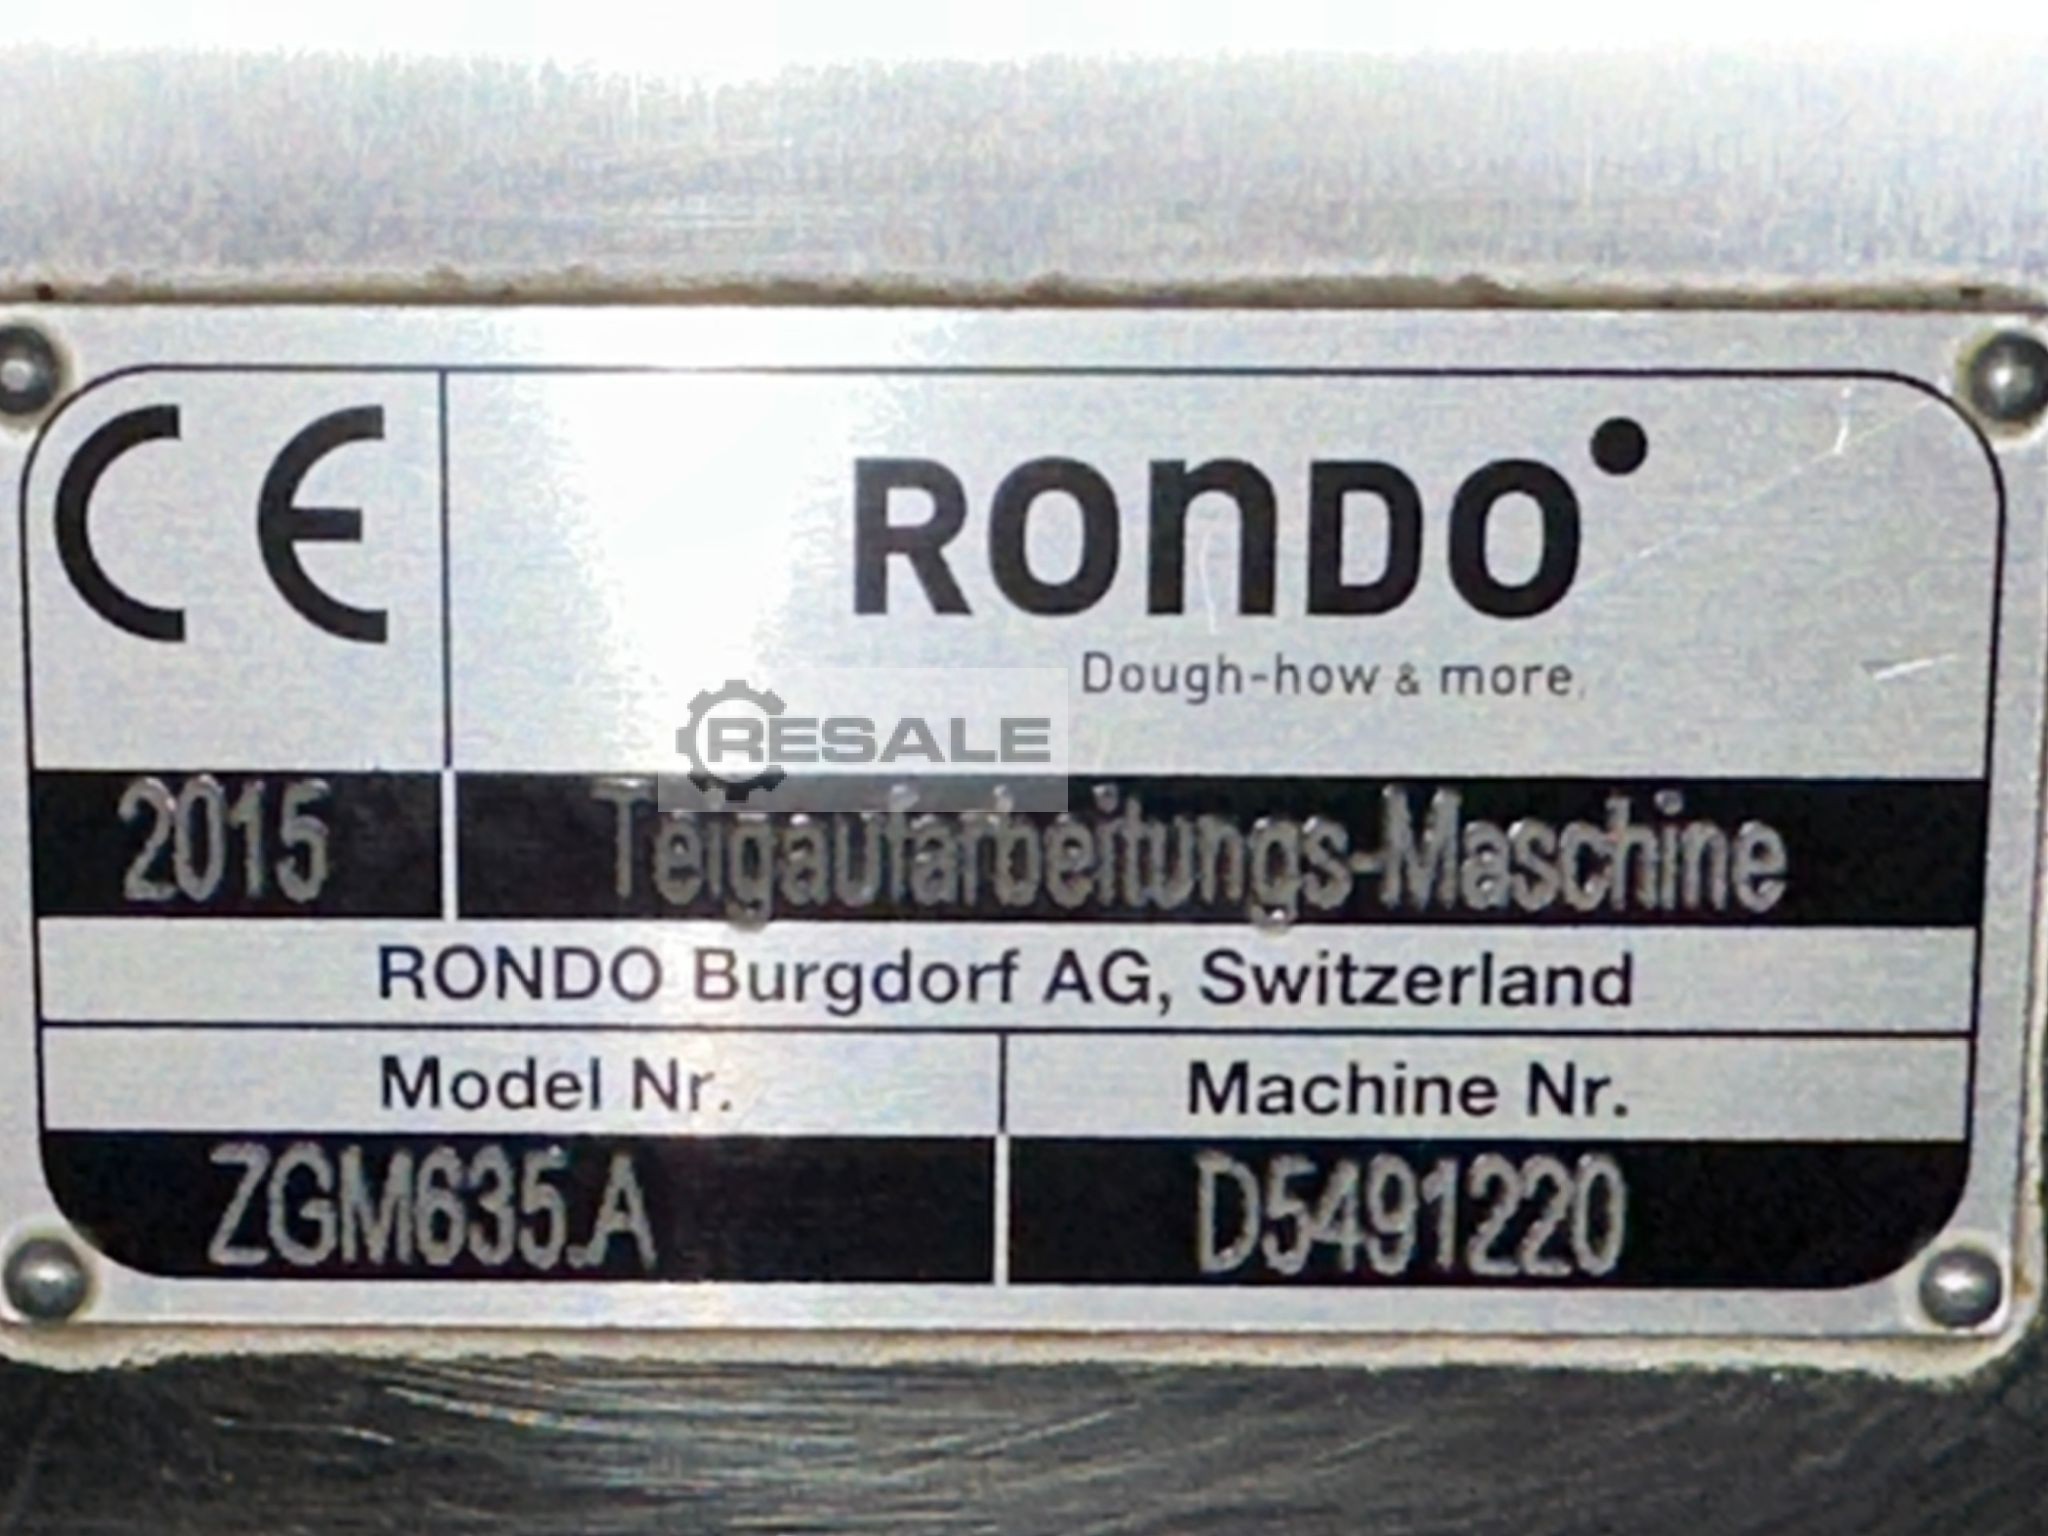 CE
RONDO
Dough-how & more.
RESALE
2015 Teigaufarbeitungs-Maschine
RONDO Burgdorf AG, Switzerland
Model Nr. Machine Nr.
ZGM635.A D5491220